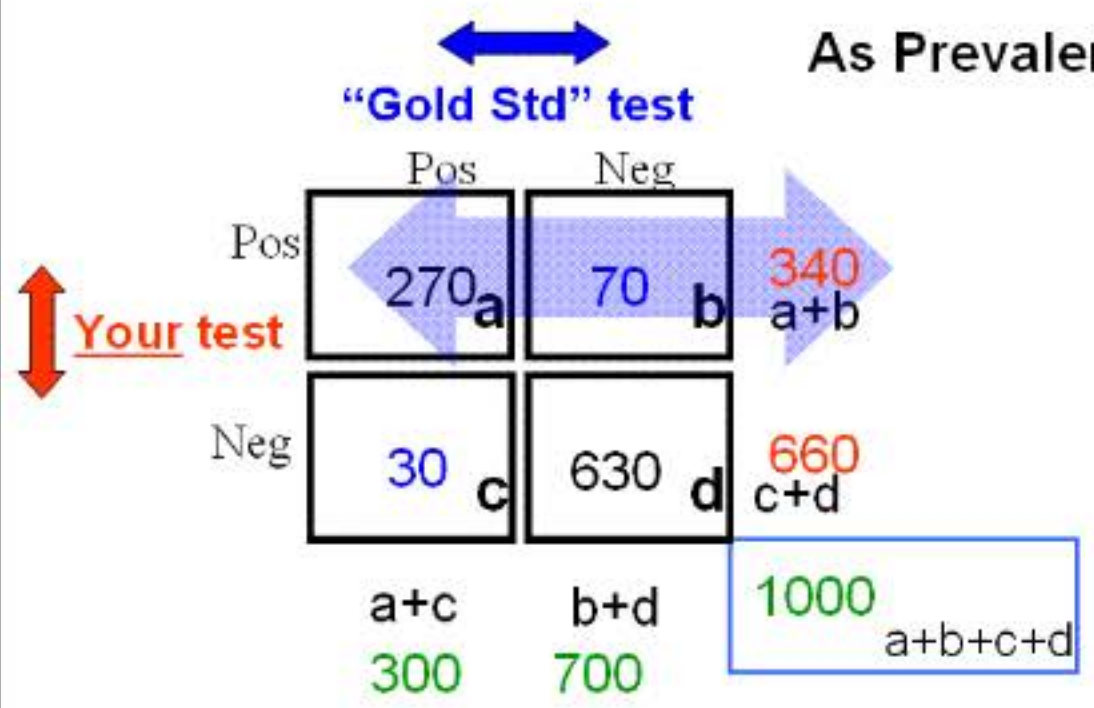 As Prevale
“Gold Std” test
Pos Neg
Pos
270 a 70 b 340
a+b
Your test
Neg 30 c 630 d 660
c+d
a+c b+d 1000
a+b+c+d
300 700